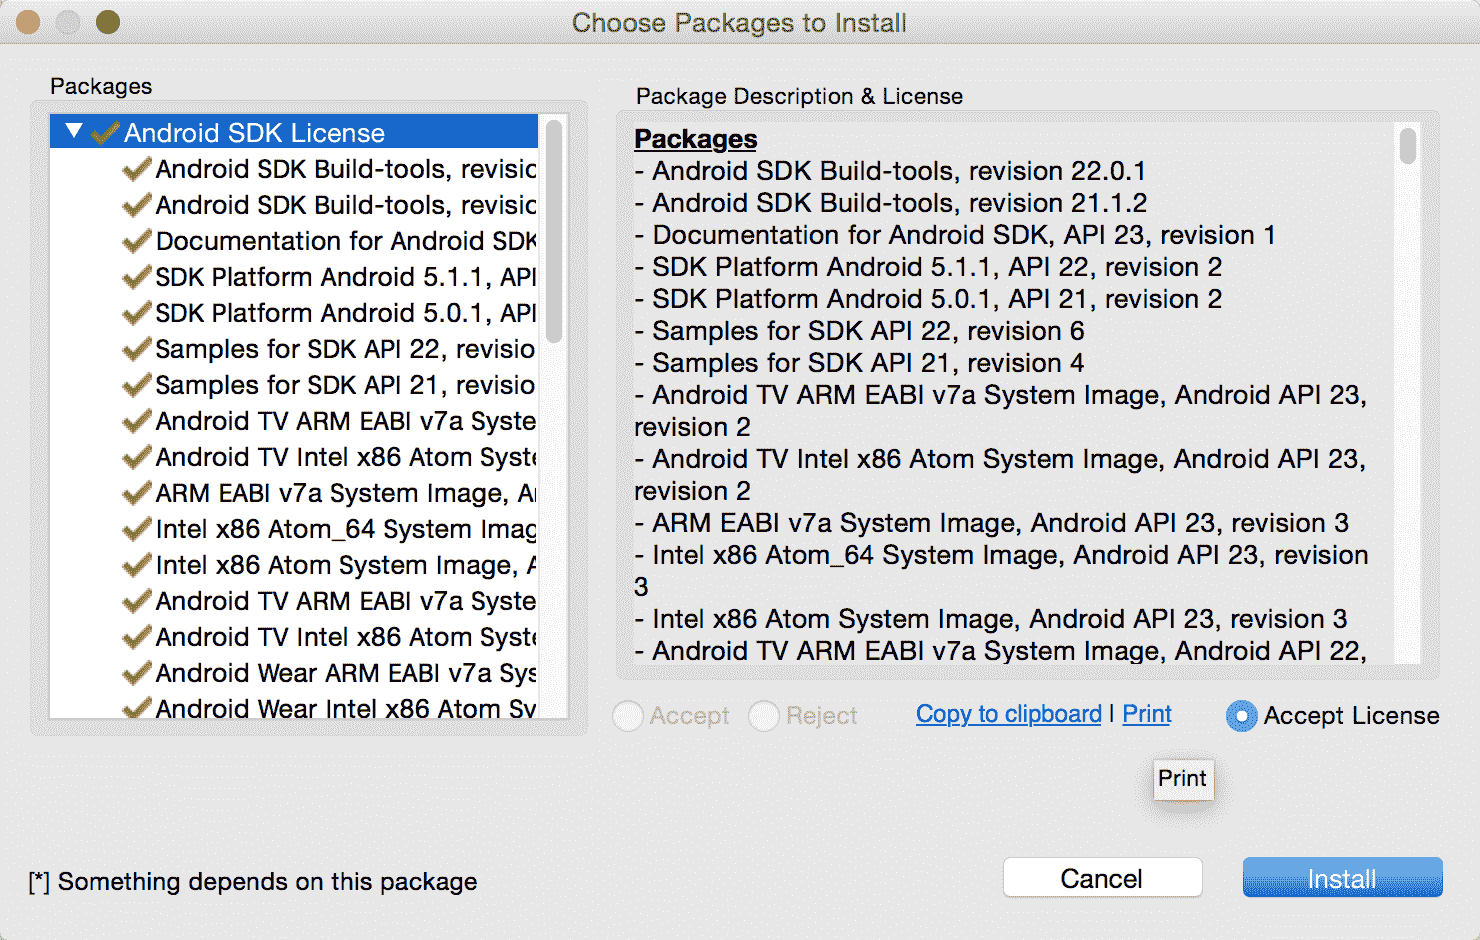 Choose Packages to Install
Packages
Android SDK License
Android SDK Build-tools,
Android SDK Build-tools,
Documentation for Android SDK
SDK Platform Android 5.1.1, API
SDK Platform Android 5.0.1, API
Samples for SDK API 22,
Samples for SDK API 21,
Android TV ARM EABI v7a
Android TV Intel x86 Atom
ARM EABI v7a System Image,
Intel x86 Atom_64 System
Intel x86 Atom System Image,
Android TV ARM EABI v7a
Android TV Intel x86 Atom
Android Wear ARM EABI v7a
Android Wear Intel x86 Atom
Package Description & License
Packages
- Android SDK Build-tools, revision 22.0.1
- Android SDK Build-tools, revision 21.1.2
- Documentation for Android SDK, API 23, revision 1
- SDK Platform Android 5.1.1, API 22, revision 2
- SDK Platform Android 5.0.1, API 21, revision 2
- Samples for SDK API 22, revision 6
- Samples for SDK API 21, revision 4
- Android TV ARM EABI v7a System Image, Android API 23,
revision 2
- Android TV Intel x86 Atom System Image, Android API 23,
revision 2
- ARM EABI v7a System Image, Android API 23, revision 3
- Intel x86 Atom_64 System Image, Android API 23, revision
3
- Intel x86 Atom System Image, Android API 23, revision 3
- Android TV ARM EABI v7a System Image, Android API 22,
Accept Reject Copy to clipboard | Print Accept License
Print
[*] Something depends on this package
Cancel Install